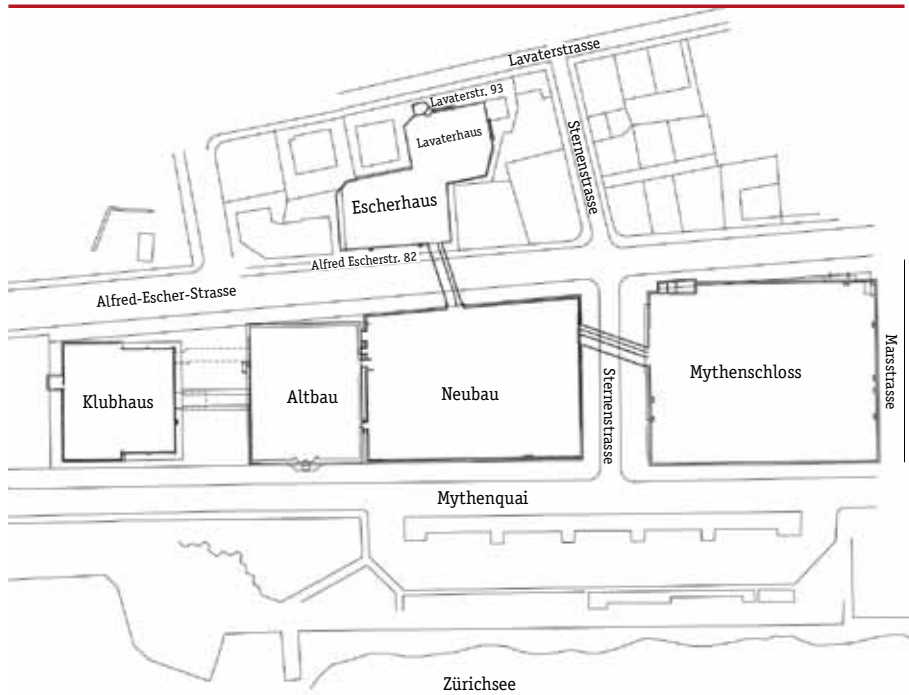 Lavaterstrasse
Lavaterstr. 93
Lavaterhaus
Sternenstrasse
Escherhaus
Alfred Escherstr. 82
Alfred-Escher-Strasse
Klubhaus
Altbau
Neubau
Sternenstrasse
Mythenschloss
Marsstrasse
Mythenquai
Zürichsee